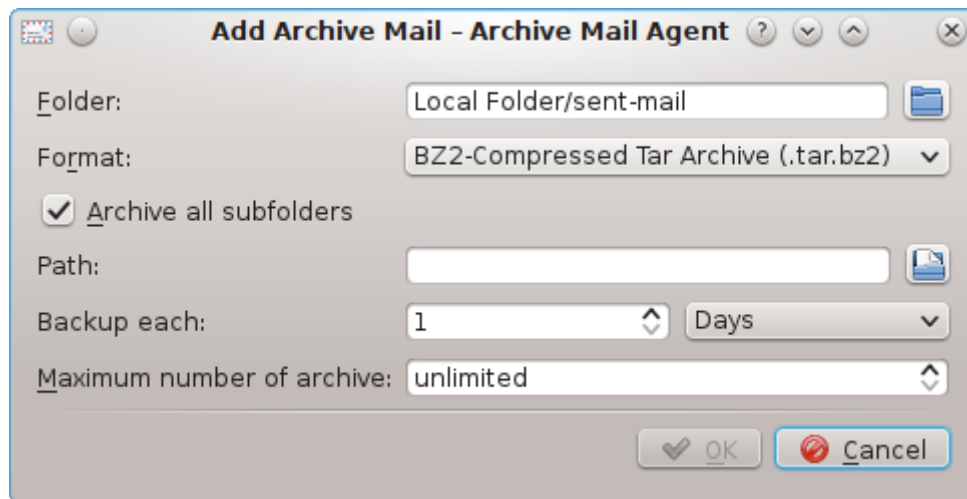 Add Archive Mail – Archive Mail Agent
Folder: Local Folder/sent-mail
Format: BZ2-Compressed Tar Archive (.tar.bz2)
Archive all subfolders
Path:
Backup each: 1 Days
Maximum number of archive: unlimited
OK Cancel